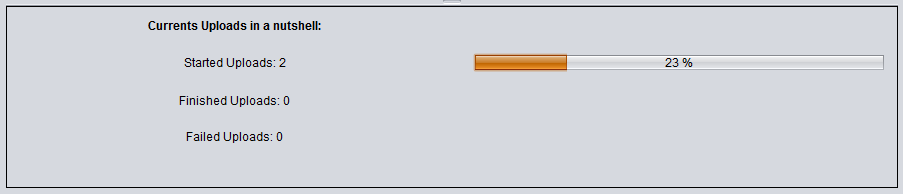 Currents Uploads in a nutshell:
Started Uploads: 2
23 %
Finished Uploads: 0
Failed Uploads: 0